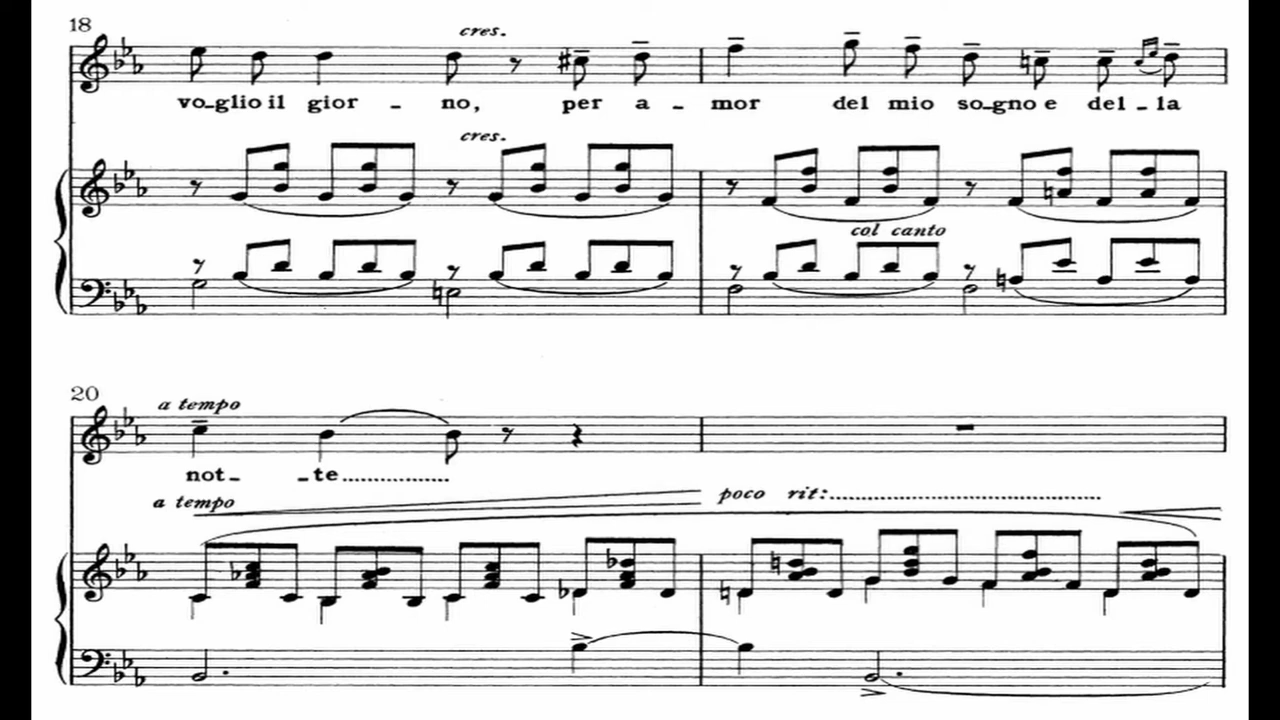 18
cres.
vo-glio il gior - no, per a - mor del mio so-gno e del-la
cres.
col canto
20
a tempo
not- -te....................
a tempo
poco rit:..................................................